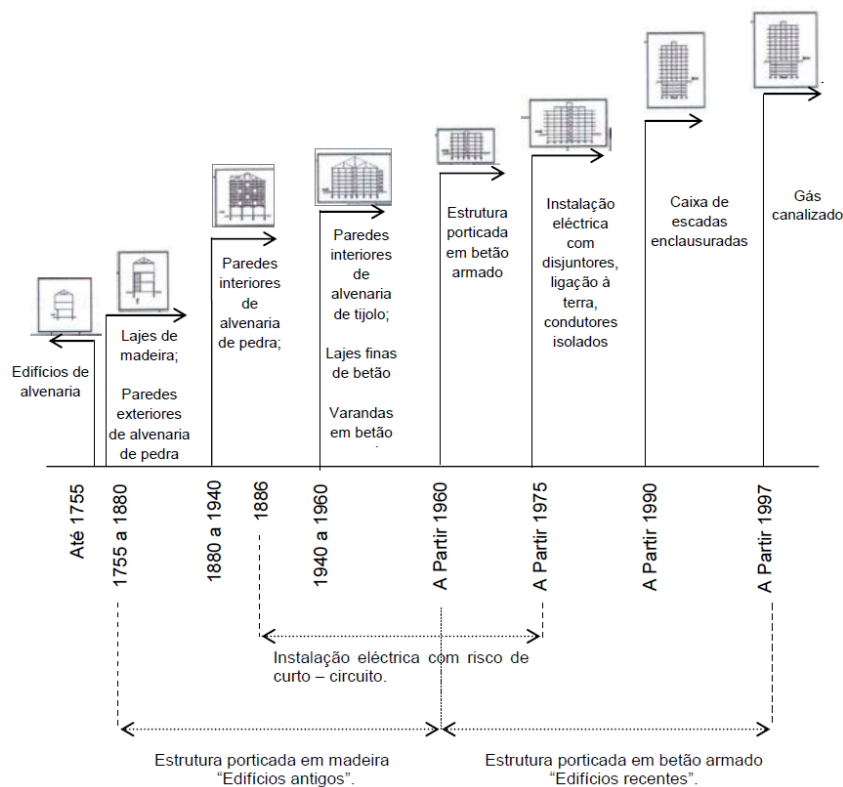 Edifícios de
alvenaria
Lajes de
madeira;
Paredes
exteriores
de alvenaria
de pedra
Paredes
interiores
de
alvenaria
de pedra;
Paredes
interiores
de
alvenaria
de tijolo;
Lajes finas
de betão
Varandas
em betão
Estrutura
porticada
em betão
armado
Instalação
eléctrica
com
disjuntores,
ligação à
terra,
condutores
isolados
Caixa de
escadas
enclausuradas
Gás
canalizado
Até 1755
1755 a 1880
1880 a 1940
1886
1940 a 1960
A Partir 1960
A Partir 1975
A Partir 1990
A Partir 1997
Instalação eléctrica com risco de
curto – circuito.
Estrutura porticada em madeira
“Edifícios antigos”.
Estrutura porticada em betão armado
“Edifícios recentes”.